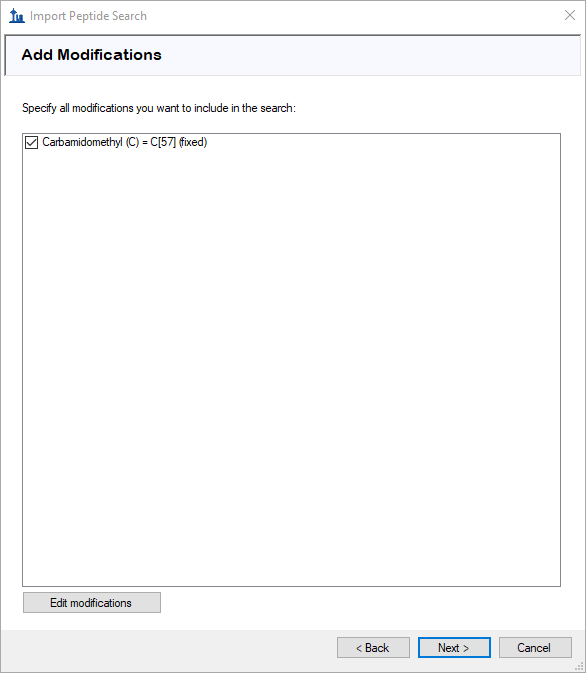 Import Peptide Search
Add Modifications
Specify all modifications you want to include in the search:
Carbamidomethyl (C) = C[57] (fixed)
Edit modifications
< Back
Next >
Cancel